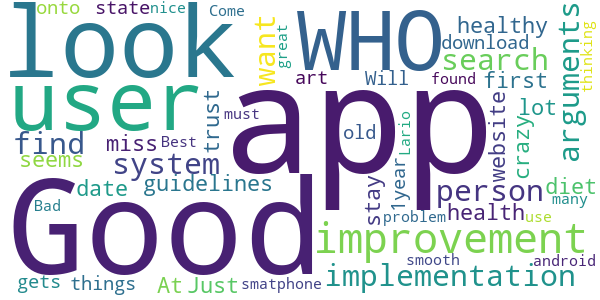 onto state nice Come
look WHO want great healthy download search arguments thinking
user app art Will found first
find miss Best trust old Lario website crazy lot
seems system must
date guidelines 1year stay person diet many
Bad Good problem health use
improvement
gets things At Just smatphone implementation smooth .android